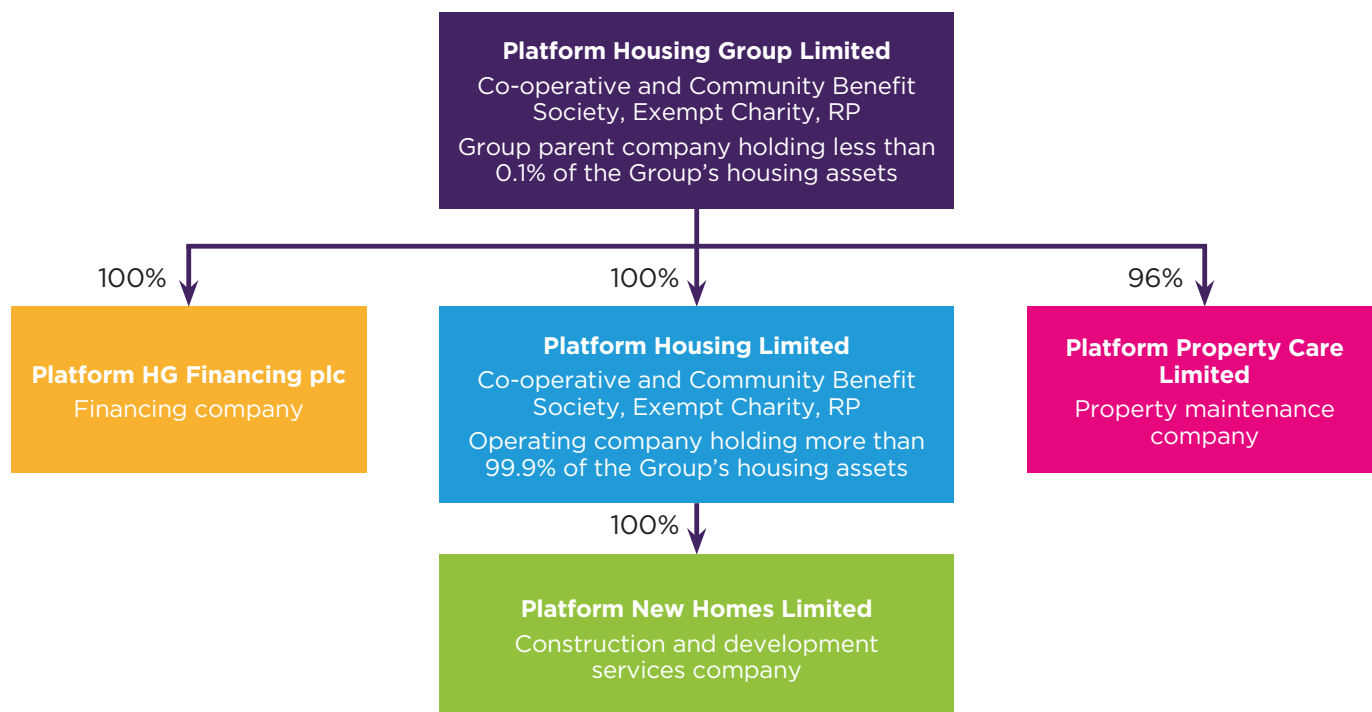 Platform Housing Group Limited
Co-operative and Community Benefit
Society, Exempt Charity, RP
Group parent company holding less than
0.1% of the Group’s housing assets
100%
100%
96%
Platform HG Financing plc
Financing company
Platform Housing Limited
Co-operative and Community Benefit
Society, Exempt Charity, RP
Operating company holding more than
99.9% of the Group’s housing assets
Platform Property Care
Limited
Property maintenance
company
100%
Platform New Homes Limited
Construction and development
services company